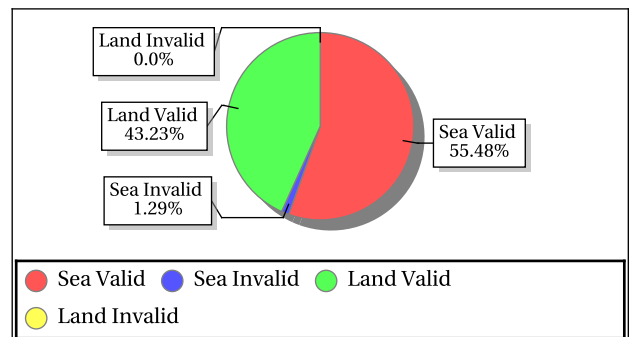 Land Invalid
0.0%
Land Valid
43.23%
Sea Valid
55.48%
Sea Invalid
1.29%
Sea Valid Sea Invalid Land Valid
Land Invalid